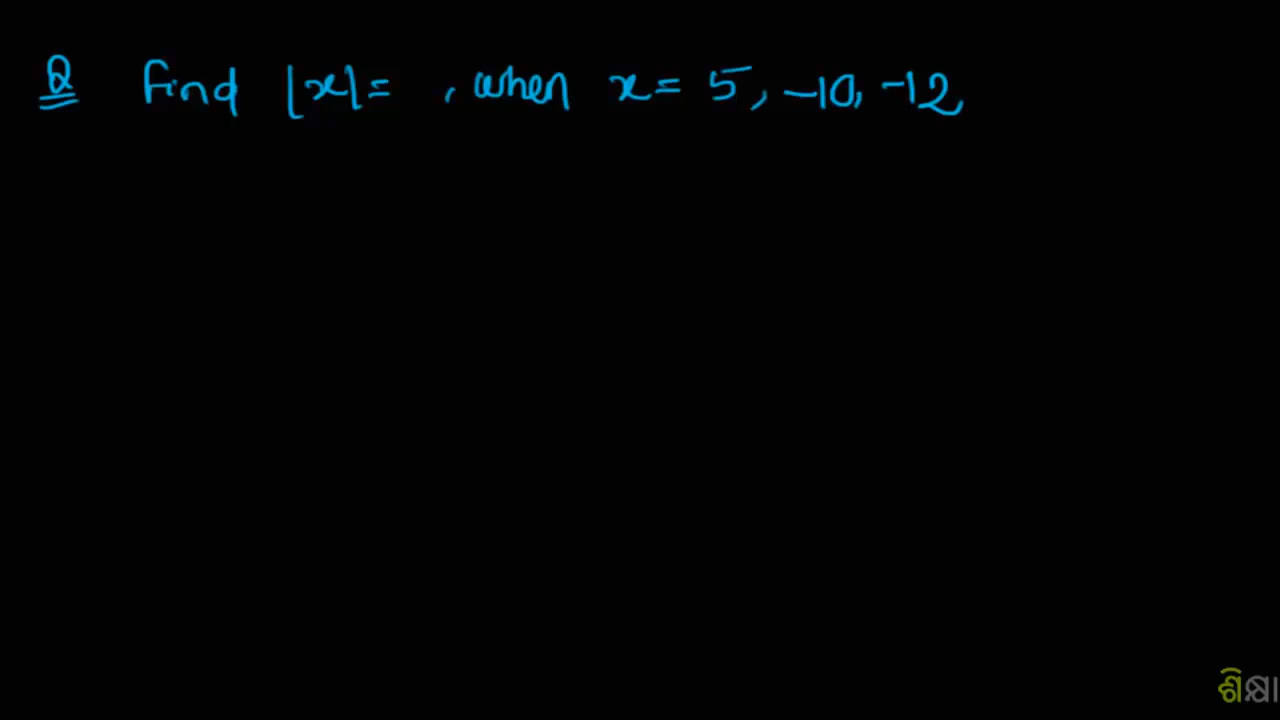 Q Find |x|= , when x = 5, -10, -12,
ଶିକ୍ଷା